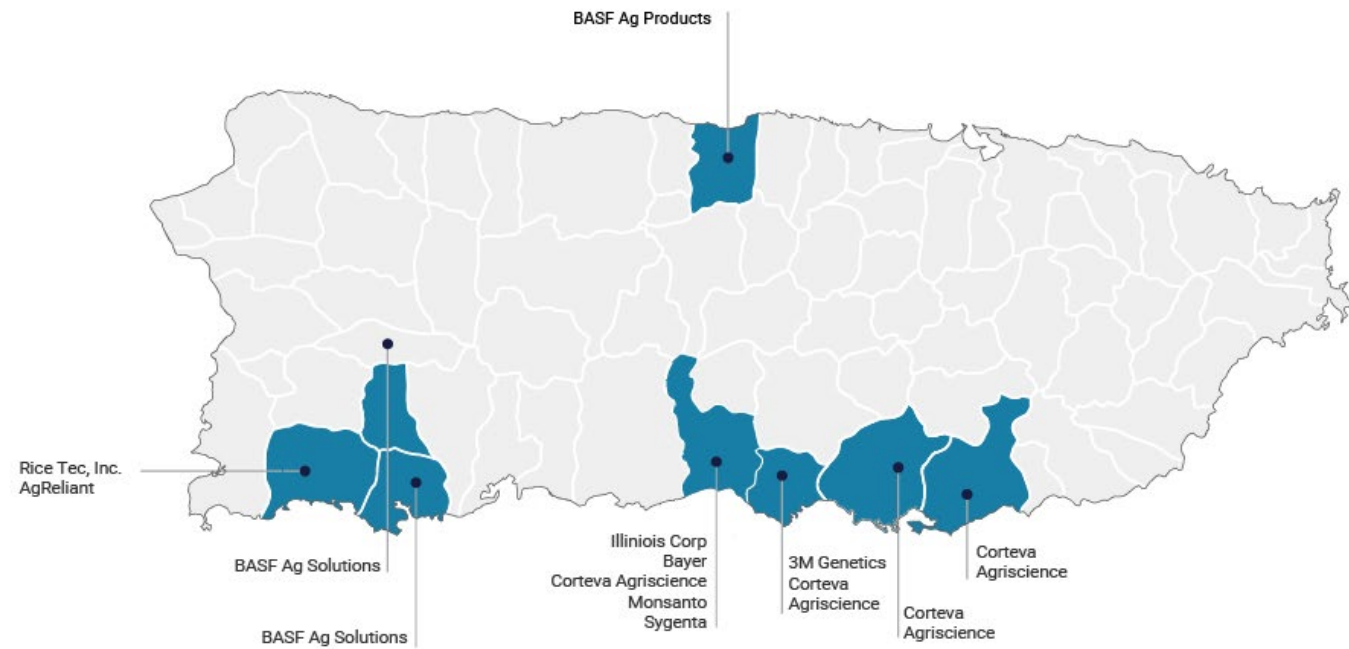 BASF Ag Products
Rice Tec, Inc.
AgReliant
BASF Ag Solutions
BASF Ag Solutions
Illiniois Corp
Bayer
Corteva Agriscience
Monsanto
Sygenta
3M Genetics
Corteva
Agriscience
Corteva
Agriscience
Corteva
Agriscience